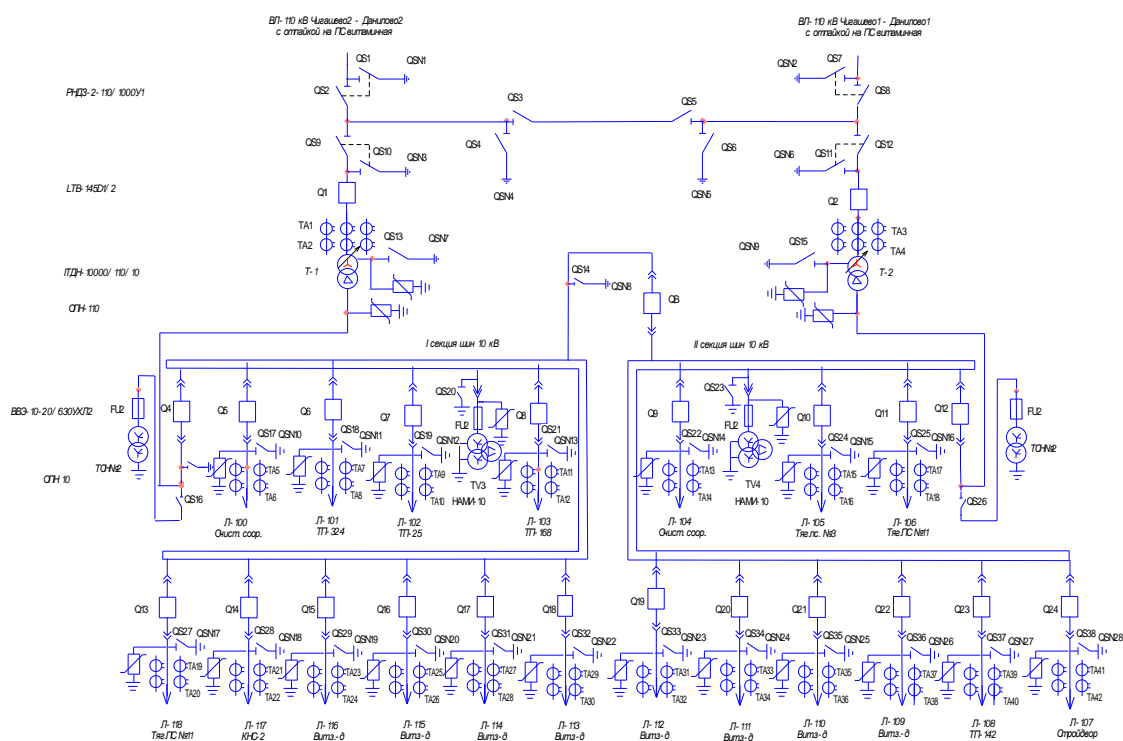 ВЛ- 110 кВ Чигашево2 - Данилово2
с отпайкой на ПС витаминная
ВЛ- 110 кВ Чигашево1 - Данилово1
с отпайкой на ПС витаминная
QS1
QSN1
QSN2
QS7
РНДЗ- 2- 110/ 1000У1
QS2
QS3
QS5
QS8
QS9
QS10
QSN3
QS4
QS6
QSN6
QS11
QS12
LTB- 145D1/ 2
Q1
QSN4
QSN5
Q2
TA1
TA2
QS13
QSN7
QSN9
QS15
TA3
TA4
ІТДН- 10000/ 110/ 10
Т- 1
QS14
QSN8
QB
Т- 2
ОПН- 110
I секция шин 10 кВ
II секция шин 10 кВ
ВВЭ- 10- 20/ 630УХЛ2
FU2
Q4
Q5
Q6
Q7
QS20
FU2
Q8
Q9
QS23
FU2
Q10
Q11
Q12
FU2
QS17
QSN10
QS18
QSN11
QS19
QSN12
QS21
QSN13
QS22
QSN14
QS24
QSN15
QS25
QSN16
ТСН№2
ТСН№2
ОПН 10
TA5
TA6
TA7
TA8
TA9
TA10
TV3
НАМИ- 10
TA11
TA12
TA13
TA14
TV4
НАМИ- 10
TA15
TA16
TA17
TA18
QS16
QS26
Л- 100
Очист. соор.
Л- 101
ТП- 324
Л- 102
ТП- 25
Л- 103
ТП- 168
Л- 104
Очист. соор.
Л- 105
Тяг.пс. №8
Л- 106
Тяг.ПС №11
Q13
Q14
Q15
Q16
Q17
Q18
Q19
Q20
Q21
Q22
Q23
Q24
QS27
QSN17
QS28
QSN18
QS29
QSN19
QS30
QSN20
QS31
QSN21
QS32
QSN22
QS33
QSN23
QS34
QSN24
QS35
QSN25
QS36
QSN26
QS37
QSN27
QS38
QSN28
TA19
TA20
TA21
TA22
TA23
TA24
TA25
TA26
TA27
TA28
TA29
TA30
TA31
TA32
TA33
TA34
TA35
TA36
TA37
TA38
TA39
TA40
TA41
TA42
Л- 118
Тяг.ПС №11
Л- 117
КНС- 2
Л- 116
Витз.- д
Л- 115
Витз- д
Л- 114
Витз- д
Л- 113
Витз- д
Л- 112
Витз- д
Л- 111
Витз- д
Л- 110
Витз- д
Л- 109
Витз- д
Л- 108
ТП- 142
Л- 107
Стройдвор